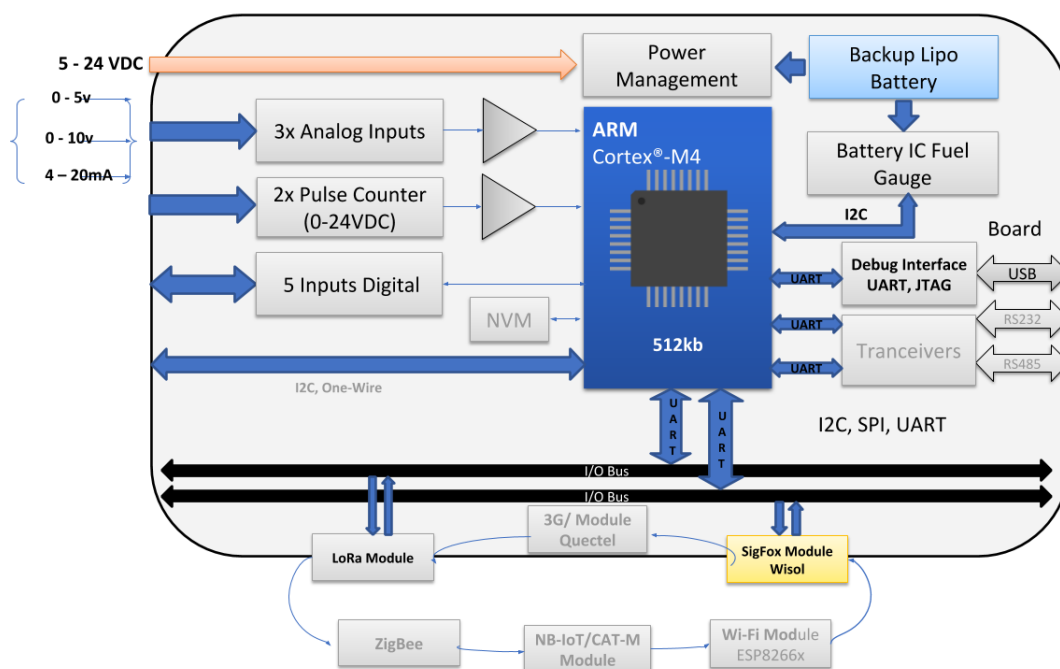 5 - 24 VDC
Power
Management
Backup Lipo
Battery
0 - 5v
0 - 10v
4 – 20mA
3x Analog Inputs
ARM
Cortex®-M4
Battery IC Fuel
Gauge
2x Pulse Counter
(0-24VDC)
I2C
Board
5 Inputs Digital
UART
Debug Interface
UART, JTAG
USB
NVM
512kb
UART
UART
Tranceivers
RS232
RS485
I2C, One-Wire
UART
UART
I2C, SPI, UART
I/O Bus
I/O Bus
3G/ Module
Quectel
LoRa Module
SigFox Module
Wisol
ZigBee
NB-IoT/CAT-M
Module
Wi-Fi Module
ESP8266x